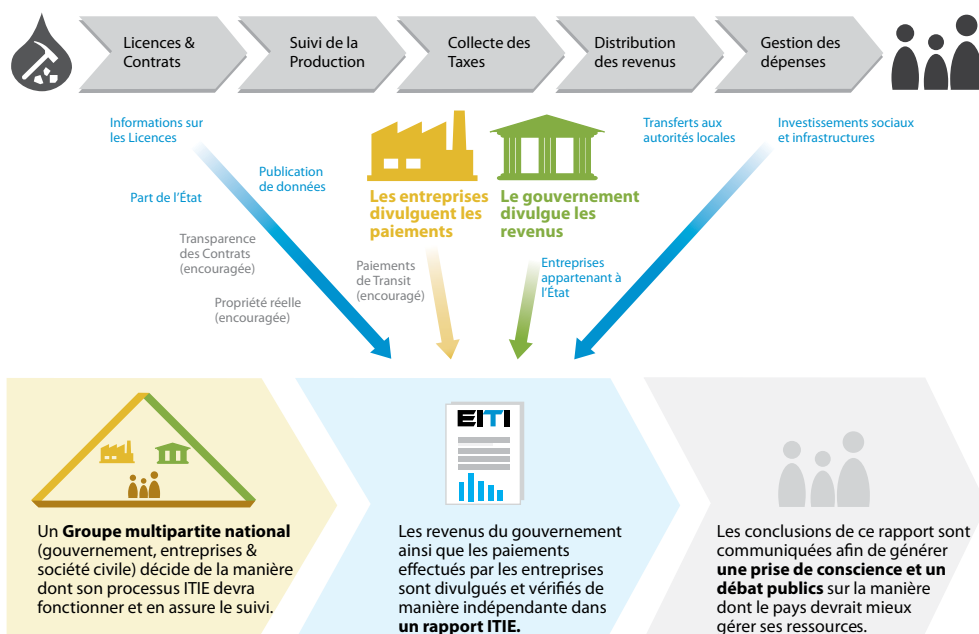 Licences &
Contrats
Suivi de la
Production
Collecte des
Taxes
Distribution
des revenus
Gestion des
dépenses
Informations sur
les Licences
Part de l'État
Publication
de données
Transparence
des Contrats
(encouragée)
Propriété réelle
(encouragée)
Les entreprises
divulguent les
paiements
Paiements
de Transit
(encouragé)
Le gouvernement
divulgue les
revenus
Entreprises
appartenant à
l'État
Transferts aux
autorités locales
Investissements sociaux
et infrastructures
Un Groupe multipartite national
(gouvernement, entreprises &
société civile) décide de la manière
dont son processus ITIE devra
fonctionner et en assure le suivi.
EITI
Les revenus du gouvernement
ainsi que les paiements
effectués par les entreprises
sont divulgués et vérifiés de
manière indépendante dans
un rapport ITIE.
Les conclusions de ce rapport sont
communiquées afin de générer
une prise de conscience et un
débat publics sur la manière
dont le pays devrait mieux
gérer ses ressources.